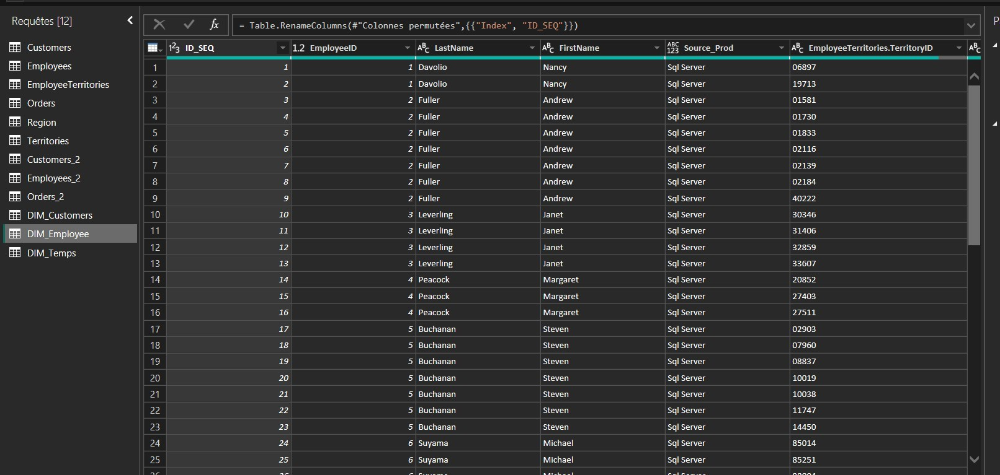 Requêtes [12]
Customers
Employees
EmployeeTerritories
Orders
Region
Territories
Customers_2
Employees_2
Orders_2
DIM_Customers
DIM_Employee
DIM_Temps
fx = Table.RenameColumns(#"Colonnes permutées",{{"Index", "ID_SEQ"}})
P
123 ID_SEQ 1.2 EmployeeID ABC LastName ABC FirstName ABC 123 Source_Prod ABC EmployeeTerritories.TerritoryID ABC
1 1 1 Davolio Nancy Sql Server 06897
2 2 1 Davolio Nancy Sql Server 19713
3 3 2 Fuller Andrew Sql Server 01581
4 4 2 Fuller Andrew Sql Server 01730
5 5 2 Fuller Andrew Sql Server 01833
6 6 2 Fuller Andrew Sql Server 02116
7 7 2 Fuller Andrew Sql Server 02139
8 8 2 Fuller Andrew Sql Server 02184
9 9 2 Fuller Andrew Sql Server 40222
10 10 3 Leverling Janet Sql Server 30346
11 11 3 Leverling Janet Sql Server 31406
12 12 3 Leverling Janet Sql Server 32859
13 13 3 Leverling Janet Sql Server 33607
14 14 4 Peacock Margaret Sql Server 20852
15 15 4 Peacock Margaret Sql Server 27403
16 16 4 Peacock Margaret Sql Server 27511
17 17 5 Buchanan Steven Sql Server 02903
18 18 5 Buchanan Steven Sql Server 07960
19 19 5 Buchanan Steven Sql Server 08837
20 20 5 Buchanan Steven Sql Server 10019
21 21 5 Buchanan Steven Sql Server 10038
22 22 5 Buchanan Steven Sql Server 11747
23 23 5 Buchanan Steven Sql Server 14450
24 24 6 Suyama Michael Sql Server 85014
25 25 6 Suyama Michael Sql Server 85251